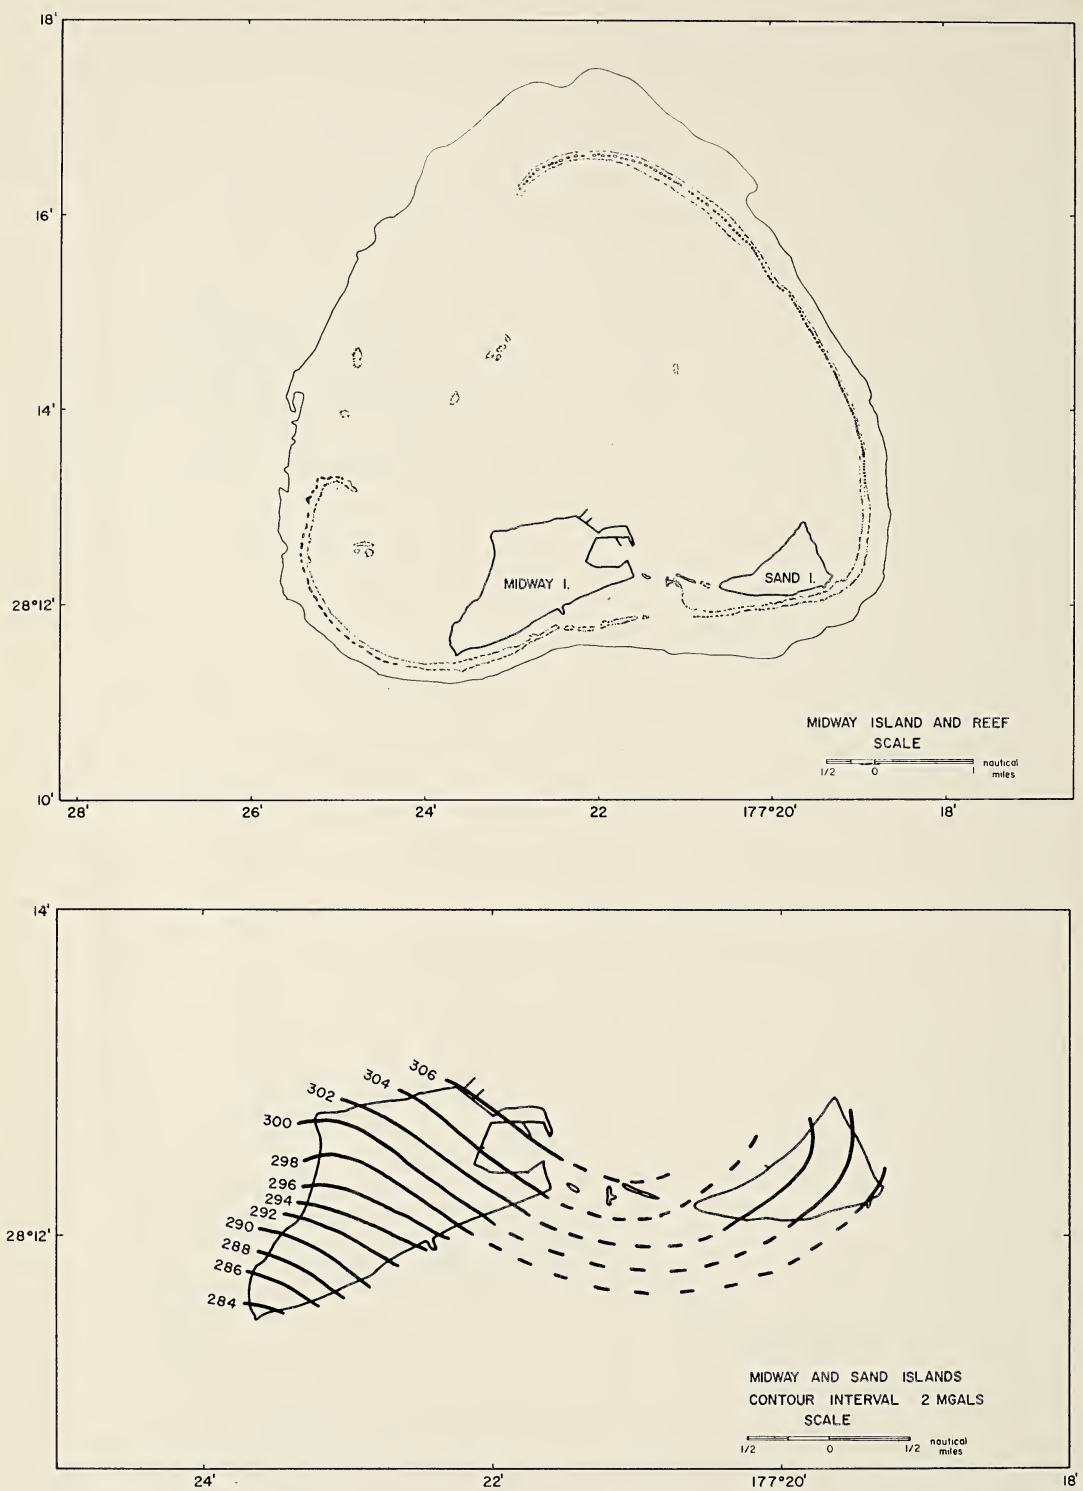 18'
16'
14'
28°12'
10'
MIDWAY I.
SAND I.
MIDWAY ISLAND AND REEF
SCALE
1/2 0 1 nautical miles
28' 26' 24' 22 177°20' 18'
14'
306
304
302
300
298
296
294
292
290
288
286
284
28°12'
MIDWAY AND SAND ISLANDS
CONTOUR INTERVAL 2 MGALS
SCALE
1/2 0 1/2 nautical miles
24' 22' 177°20' 18'